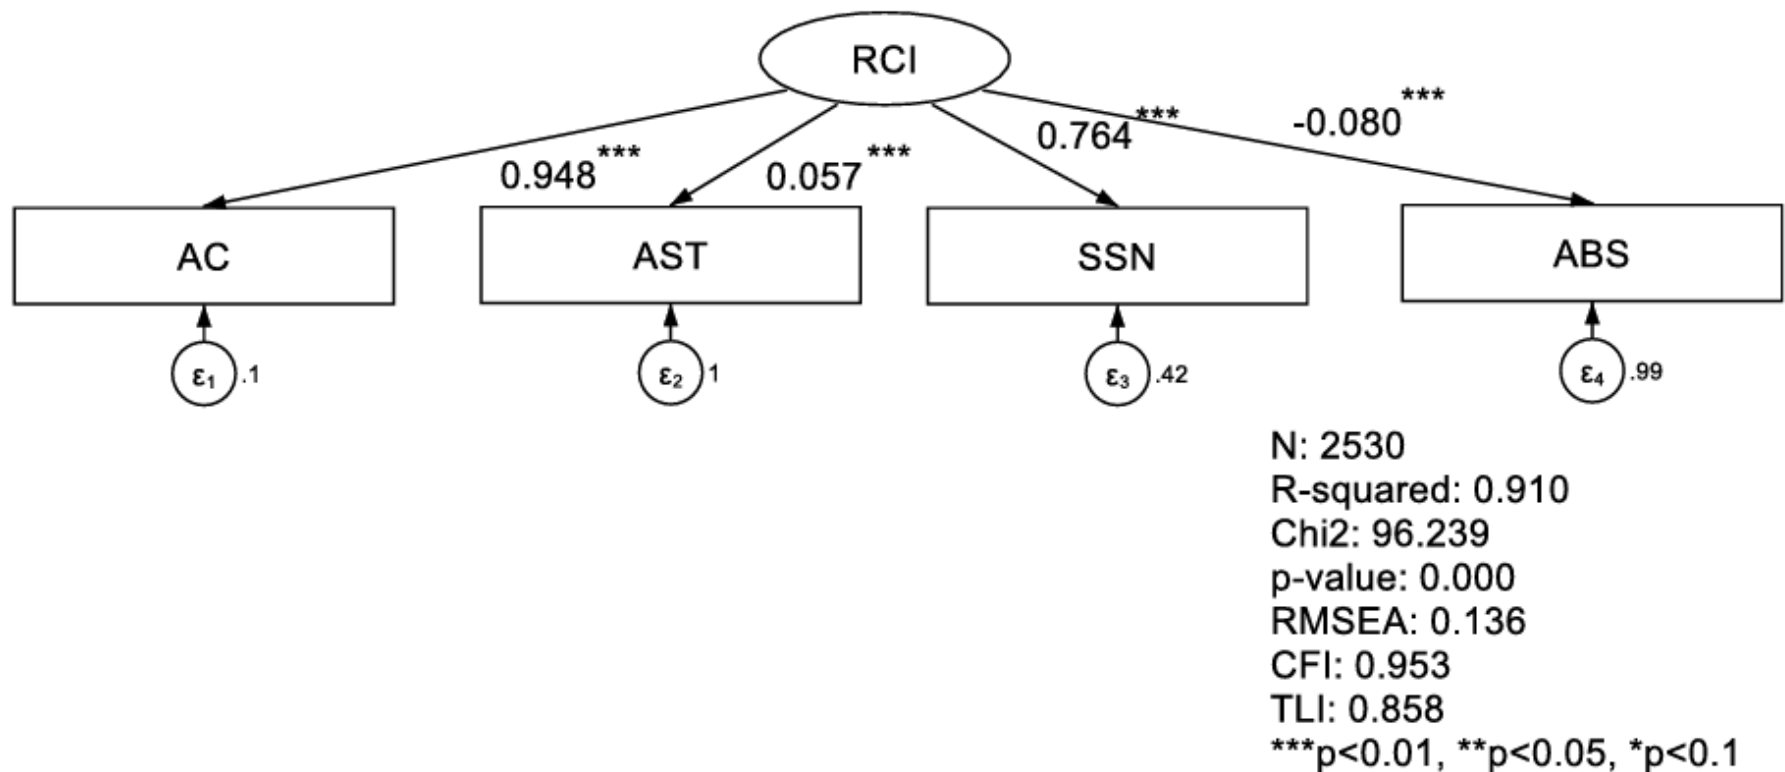 RCI
0.948***
0.057***
0.764***
-0.080***
AC
AST
SSN
ABS
ε₁ .1
ε₂ 1
ε₃ .42
ε₄ .99
N: 2530
R-squared: 0.910
Chi2: 96.239
p-value: 0.000
RMSEA: 0.136
CFI: 0.953
TLI: 0.858
***p<0.01, **p<0.05, *p<0.1